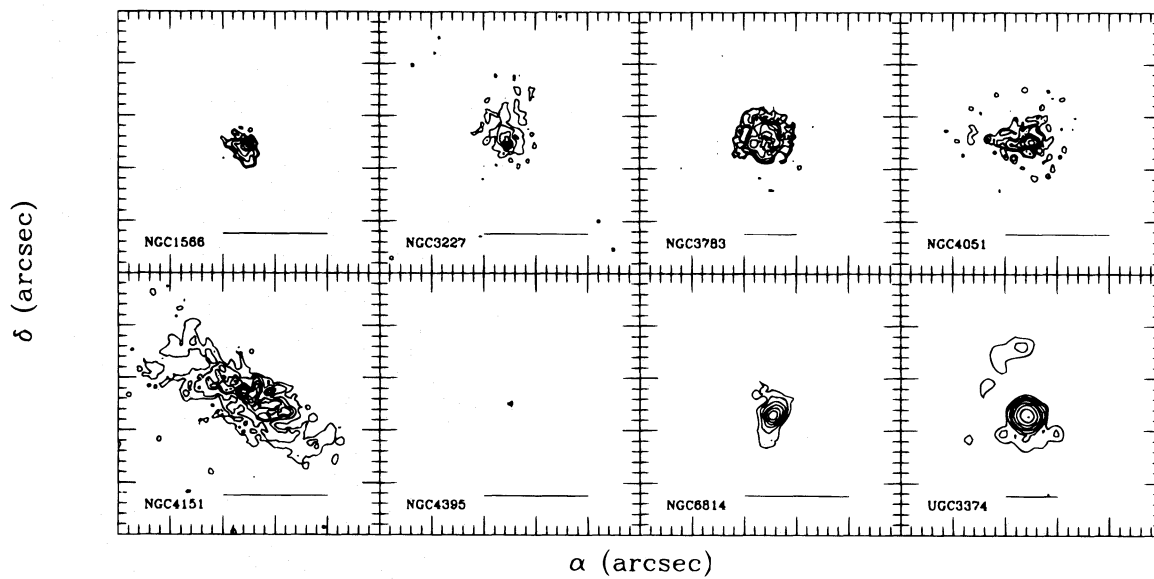 δ (arcsec)
NGC1566
NGC3227
NGC3783
NGC4051
NGC4151
NGC4395
NGC6814
UGC3374
α (arcsec)